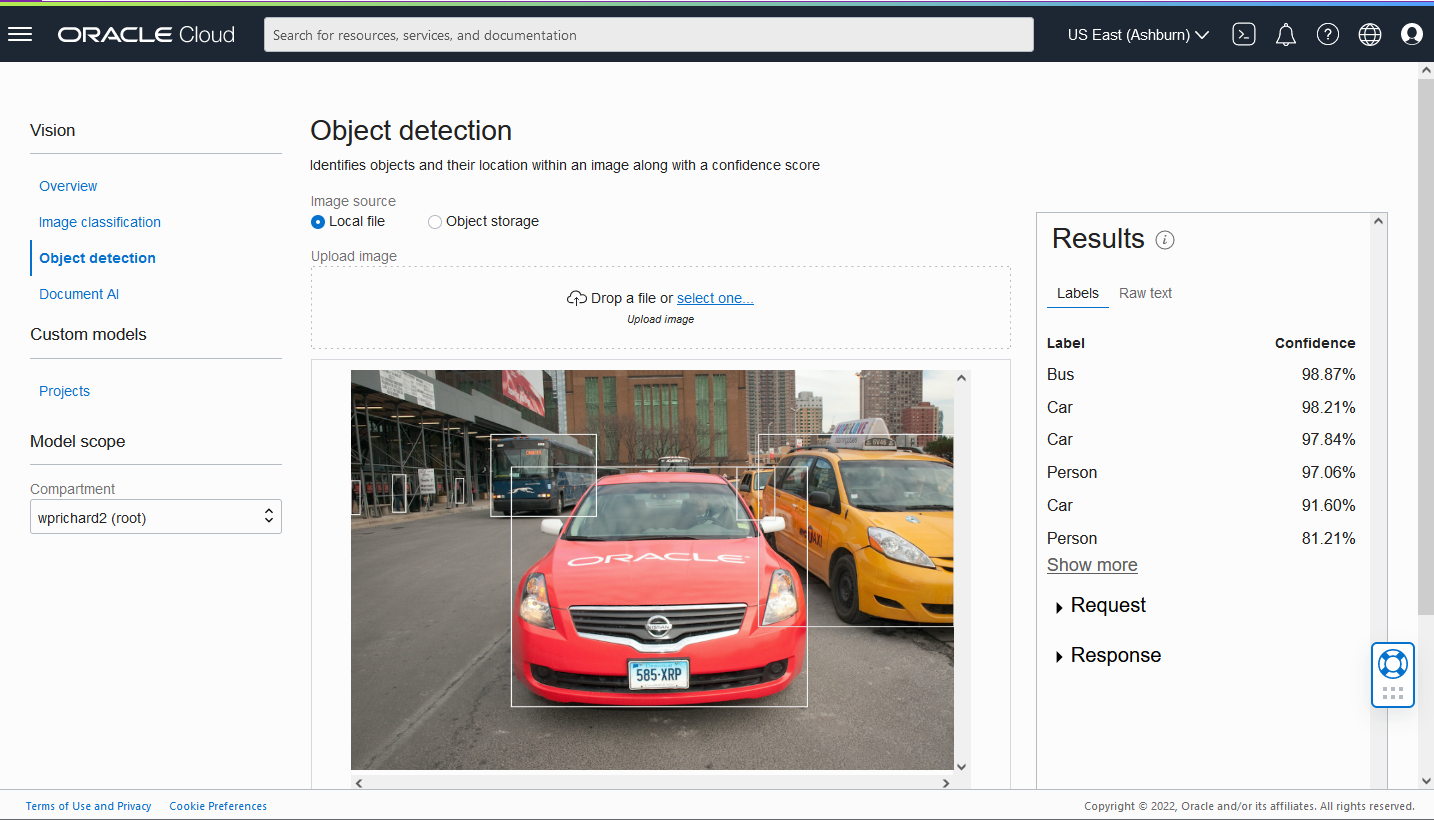 ORACLE Cloud
Search for resources, services, and documentation
US East (Ashburn)
Vision
Overview
Image classification
Object detection
Document AI
Custom models
Projects
Model scope
Compartment
wprichard2 (root)
Object detection
Identifies objects and their location within an image along with a confidence score
Image source
Local file
Object storage
Upload image
Drop a file or select one...
Upload image
ORACLE
NISSAN
585·XRP
TAXI
Results
Labels Raw text
Label Confidence
Bus 98.87%
Car 98.21%
Car 97.84%
Person 97.06%
Car 91.60%
Person 81.21%
Show more
Request
Response
Terms of Use and Privacy Cookie Preferences
Copyright © 2022, Oracle and/or its affiliates. All rights reserved.